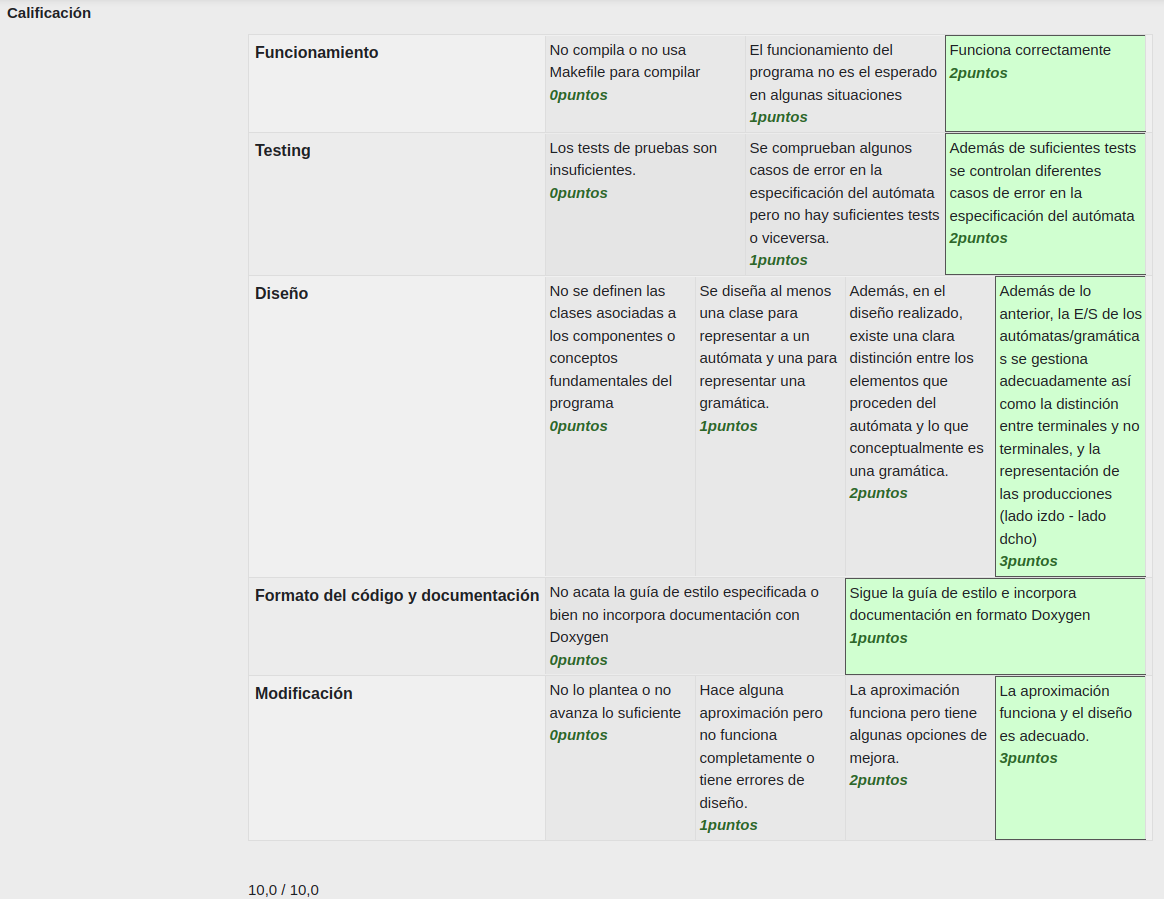 Calificación
Funcionamiento
No compila o no usa
Makefile para compilar
0puntos
El funcionamiento del
programa no es el esperado
en algunas situaciones
1puntos
Funciona correctamente
2puntos
Testing
Los tests de pruebas son
insuficientes.
0puntos
Se comprueban algunos
casos de error en la
especificación del autómata
pero no hay suficientes tests
o viceversa.
1puntos
Además de suficientes tests
se controlan diferentes
casos de error en la
especificación del autómata
2puntos
Diseño
No se definen las
clases asociadas a
los componentes o
conceptos
fundamentales del
programa
0puntos
Se diseña al menos
una clase para
representar a un
autómata y una para
representar una
gramática.
1puntos
Además, en el
diseño realizado,
existe una clara
distinción entre los
elementos que
proceden del
autómata y lo que
conceptualmente es
una gramática.
2puntos
Además de lo
anterior, la E/S de los
autómatas/gramática
s se gestiona
adecuadamente así
como la distinción
entre terminales y no
terminales, y la
representación de
las producciones
(lado izdo - lado
dcho)
3puntos
Formato del código y documentación
No acata la guía de estilo especificada o
bien no incorpora documentación con
Doxygen
0puntos
Sigue la guía de estilo e incorpora
documentación en formato Doxygen
1puntos
Modificación
No lo plantea o no
avanza lo suficiente
0puntos
Hace alguna
aproximación pero
no funciona
completamente o
tiene errores de
diseño.
1puntos
La aproximación
funciona pero tiene
algunas opciones de
mejora.
2puntos
La aproximación
funciona y el diseño
es adecuado.
3puntos
10,0 / 10,0